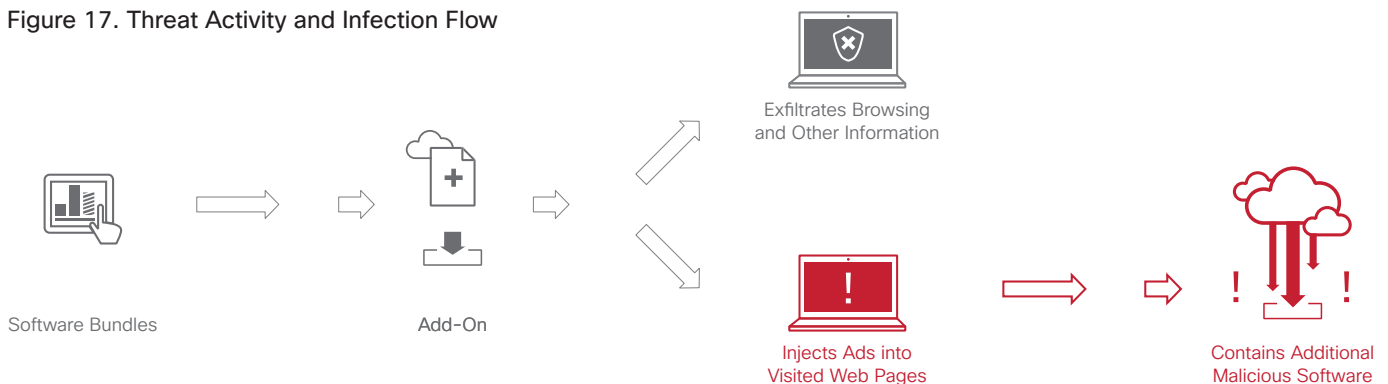 Figure 17. Threat Activity and Infection Flow
Exfiltrates Browsing
and Other Information
Software Bundles
Add-On
Injects Ads into
Visited Web Pages
Contains Additional
Malicious Software